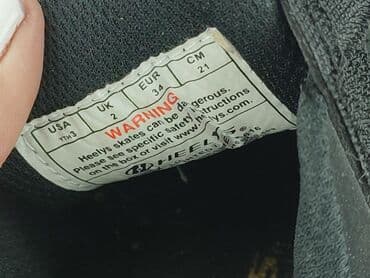 USA UK EUR CM
Yth3 2 34 21
WARNING
Heelys skates can be dangerous.
Please see specific safety instructions
on the box or visit www.heelys.com
HEELYS